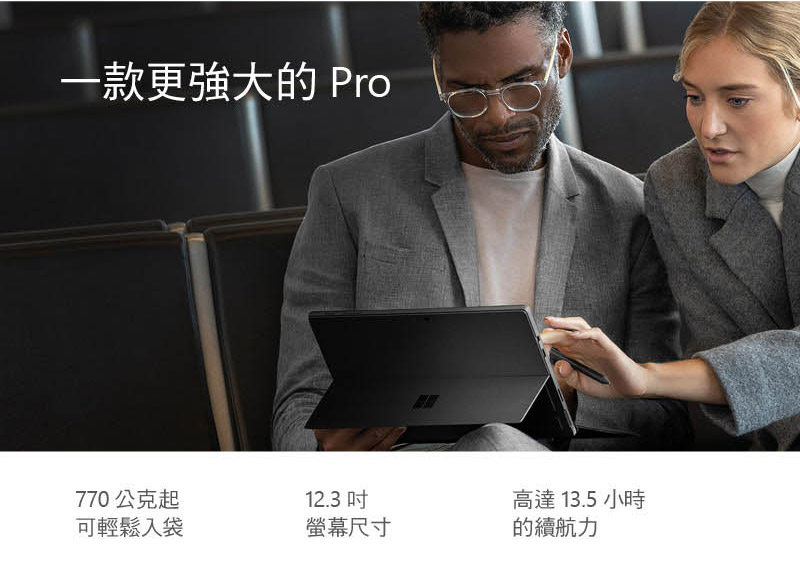 一款更強大的 Pro
770 公克起
可輕鬆入袋
12.3 吋
螢幕尺寸
高達 13.5 小時
的續航力